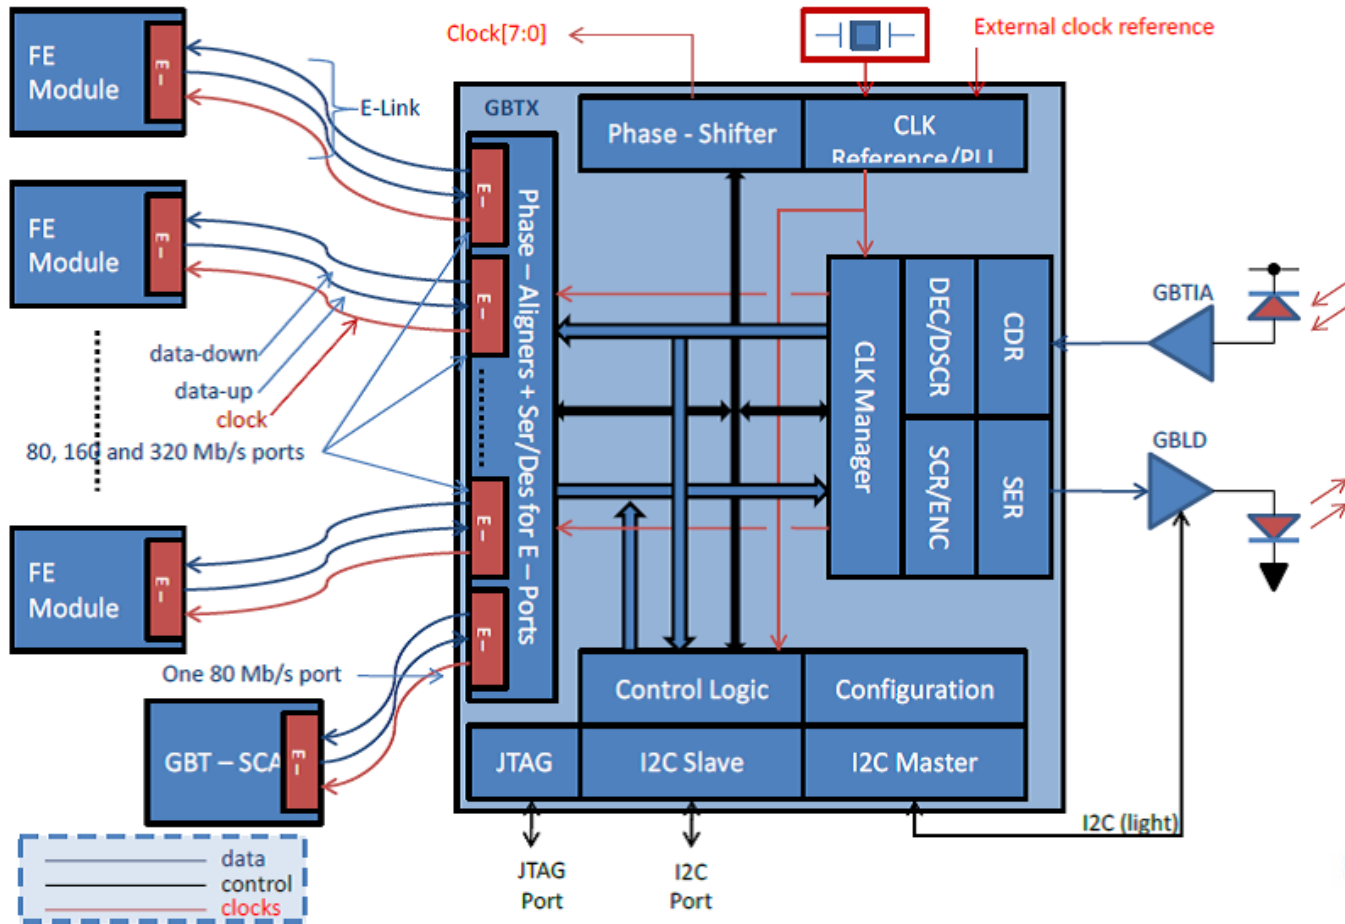 FE
Module
E –
E-Link
Clock[7:0]
External clock reference
GBTX
Phase - Shifter
CLK
Reference/PLL
E –
FE
Module
E –
E –
Phase – Aligners + Ser/Des for E – Ports
CLK Manager
DEC/DSCR
CDR
GBTIA
data-down
data-up
clock
80, 160 and 320 Mb/s ports
SCR/ENC
SER
GBLD
E –
FE
Module
E –
E –
One 80 Mb/s port
Control Logic
Configuration
GBT – SCA
E –
JTAG
I2C Slave
I2C Master
I2C (light)
data
control
clocks
JTAG
Port
I2C
Port